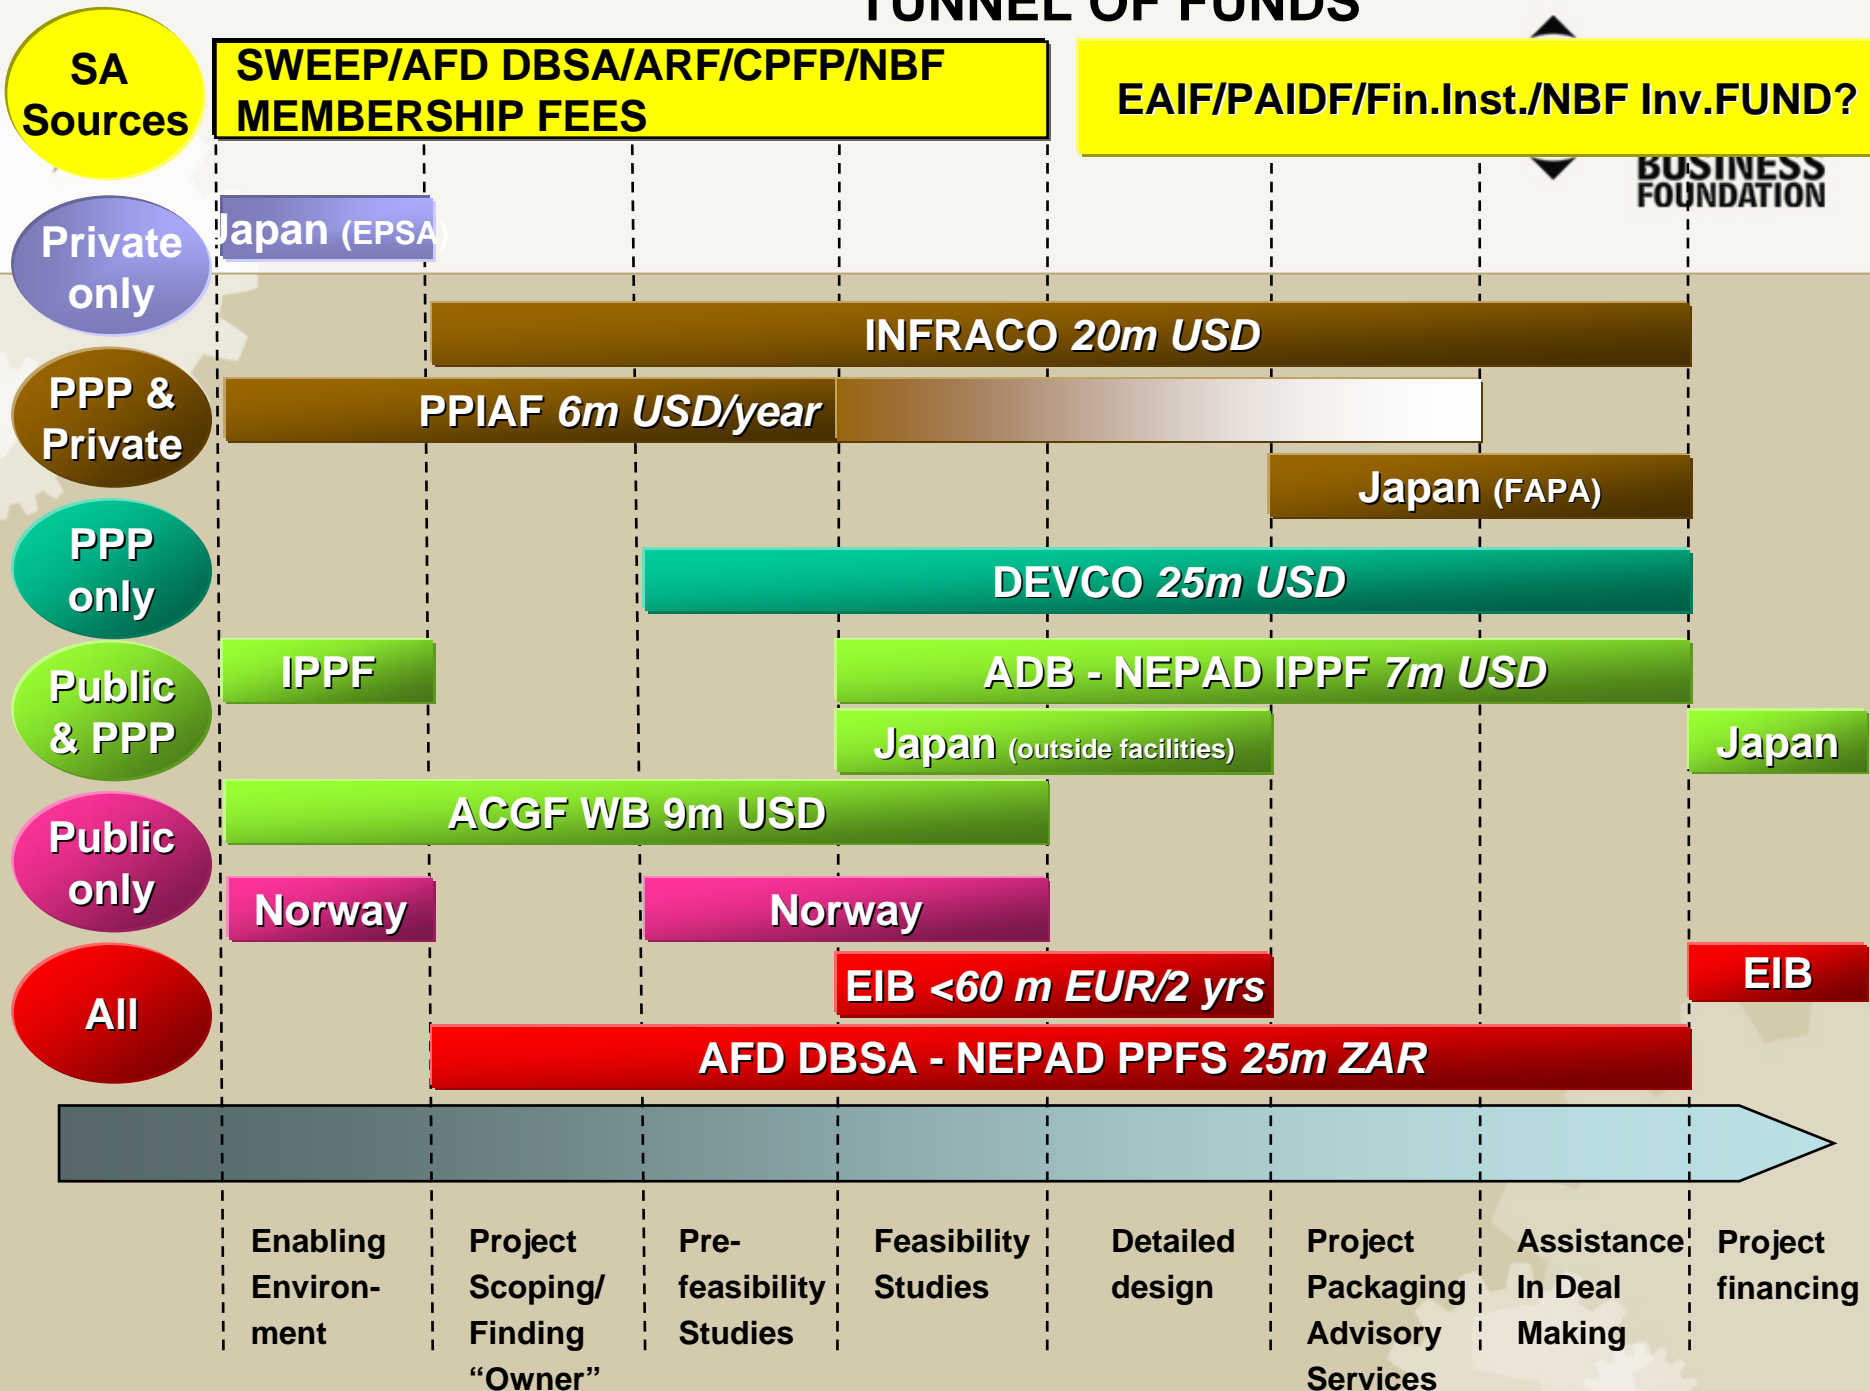 TUNNEL OF FUNDS
SA
Sources
SWEEP/AFD DBSA/ARF/CPFP/NBF
MEMBERSHIP FEES
EAIF/PAIDF/Fin.Inst./NBF Inv.FUND?
BUSINESS
FOUNDATION
Private
only
Japan (EPSA)
INFRACO 20m USD
PPP &
Private
PPIAF 6m USD/year
Japan (FAPA)
PPP
only
DEVCO 25m USD
Public
& PPP
IPPF
ADB - NEPAD IPPF 7m USD
Japan (outside facilities)
Japan
ACGF WB 9m USD
Public
only
Norway
Norway
All
EIB <60 m EUR/2 yrs
EIB
AFD DBSA - NEPAD PPFS 25m ZAR
Enabling
Environ-
ment
Project
Scoping/
Finding
“Owner”
Pre-
feasibility
Studies
Feasibility
Studies
Detailed
design
Project
Packaging
Advisory
Services
Assistance
In Deal
Making
Project
financing